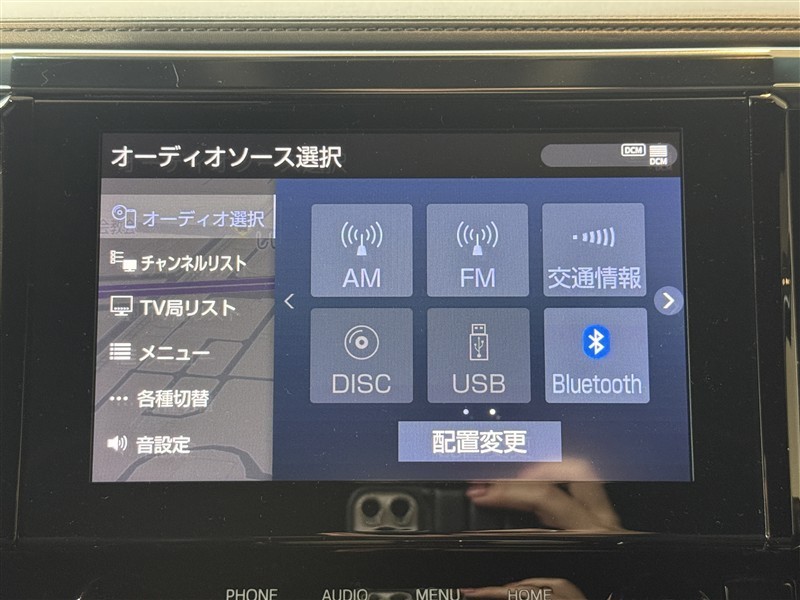 オーディオソース選択
DCM
DCM
オーディオ選択
チャンネルリスト
TV局リスト
メニュー
各種切替
音設定
AM
FM
交通情報
DISC
USB
Bluetooth
配置変更
PHONE
AUDIO
MENU
HOME